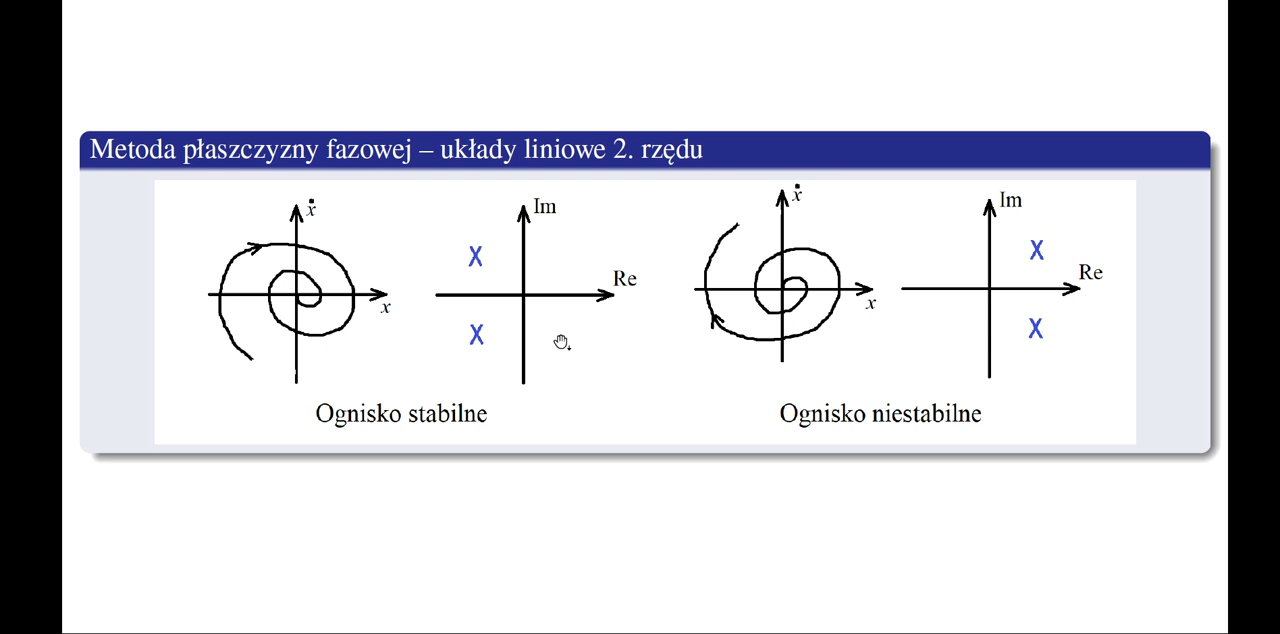 Metoda płaszczyzny fazowej – układy liniowe 2. rzędu
ẋ
Im
Re
x
X
X
Ognisko stabilne
ẋ
Im
Re
x
X
X
Ognisko niestabilne